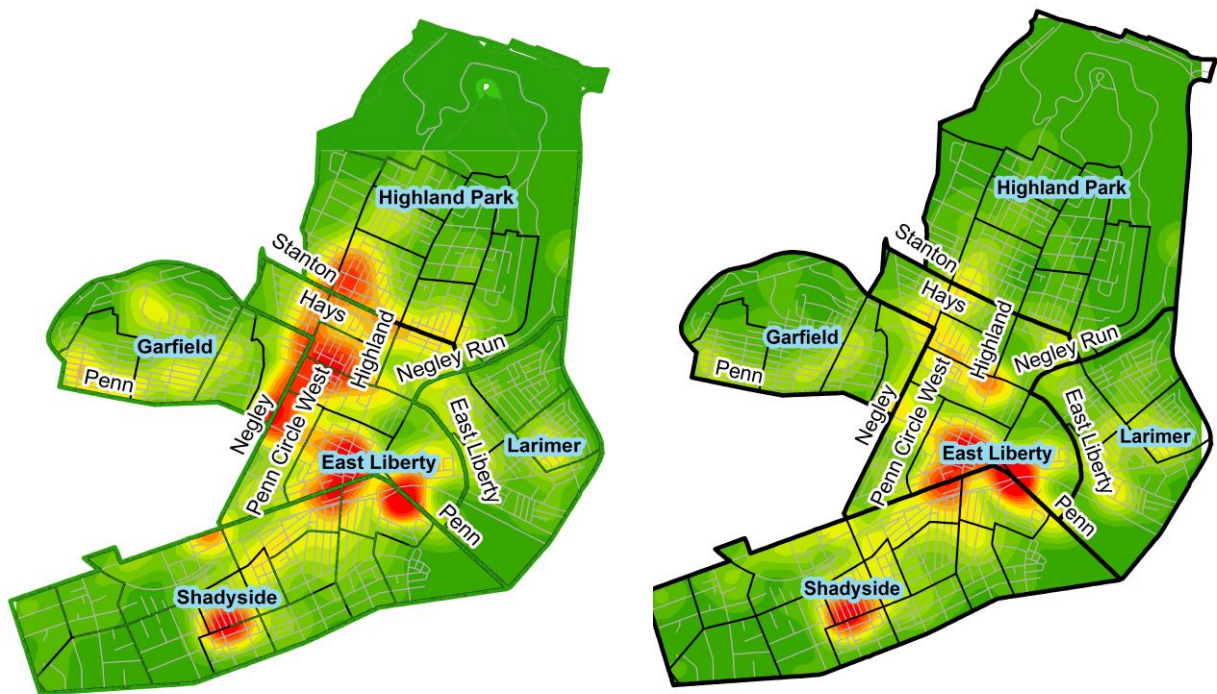 Highland Park
Stanton
Hays
Highland
Garfield
Penn
Negley Run
Negley
Penn Circle West
East Liberty
Larimer
East Liberty
Penn
Shadyside
Highland Park
Stanton
Hays
Highland
Garfield
Penn
Negley Run
Negley
Penn Circle West
East Liberty
Larimer
East Liberty
Penn
Shadyside